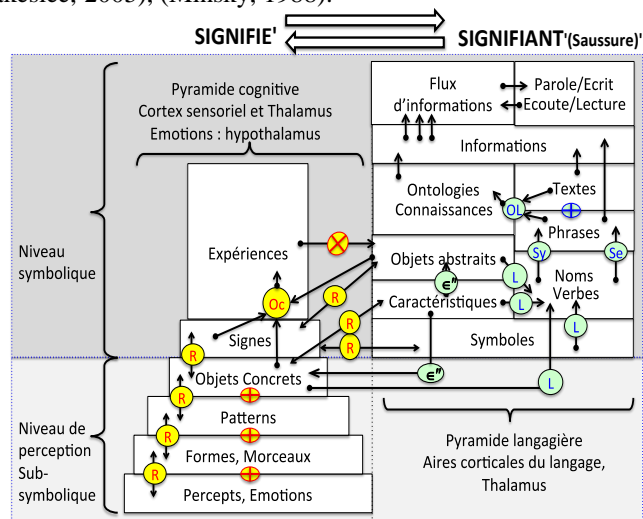 SIGNIFIE'
SIGNIFIANT'(Saussure)'
Pyramide cognitive
Cortex sensoriel et Thalamus
Emotions : hypothalamus
Flux
d'informations
Parole/Ecrit
Ecoute/Lecture
Informations
Ontologies
Connaissances
OL
Textes
Phrases
Niveau
symbolique
Expériences
Objets abstraits
Sy
Se
L
ϵ"
Noms
Verbes
Oc
R
Caractéristiques
L
R
L
Signes
R
Symboles
R
Objets Concrets
ϵ"
L
R
Patterns
Niveau de
perception
Sub-
symbolique
R
Formes, Morceaux
R
Percepts, Emotions
Pyramide langagière
Aires corticales du langage,
Thalamus